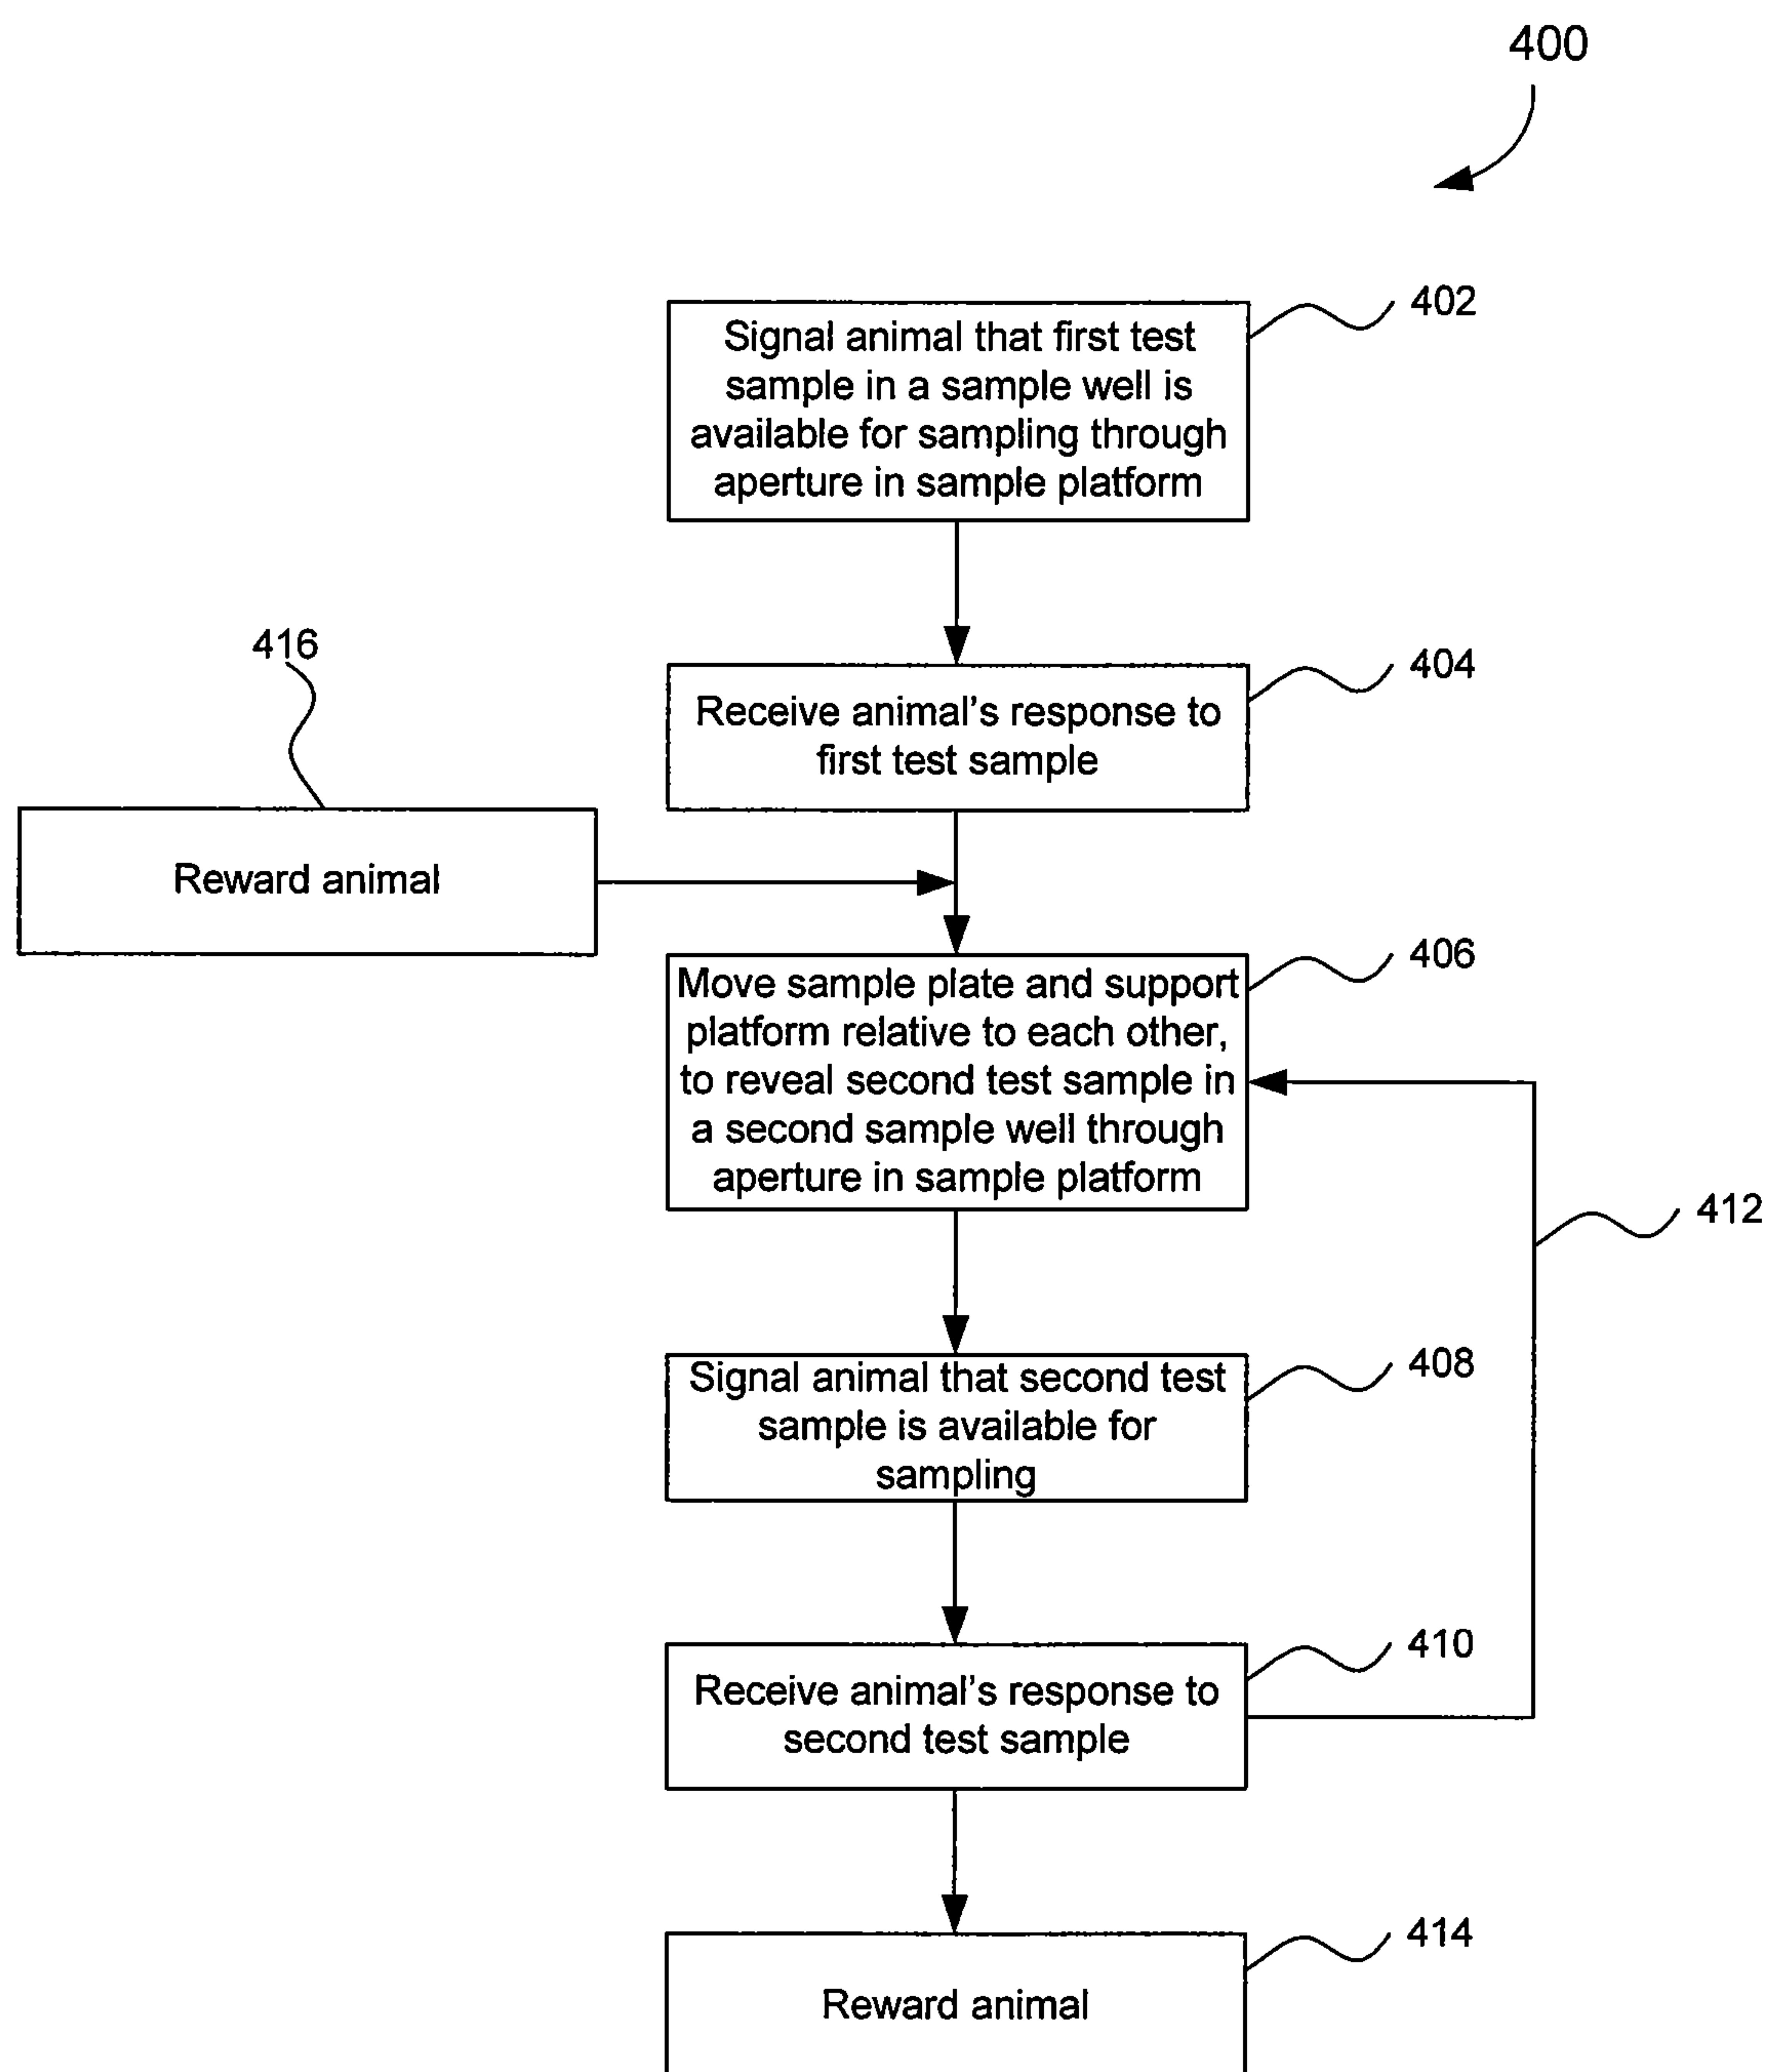 400
402
Signal animal that first test
sample in a sample well is
available for sampling through
aperture in sample platform
416
404
Receive animal's response to
first test sample
Reward animal
406
Move sample plate and support
platform relative to each other,
to reveal second test sample in
a second sample well through
aperture in sample platform
412
408
Signal animal that second test
sample is available for
sampling
410
Receive animal's response to
second test sample
414
Reward animal